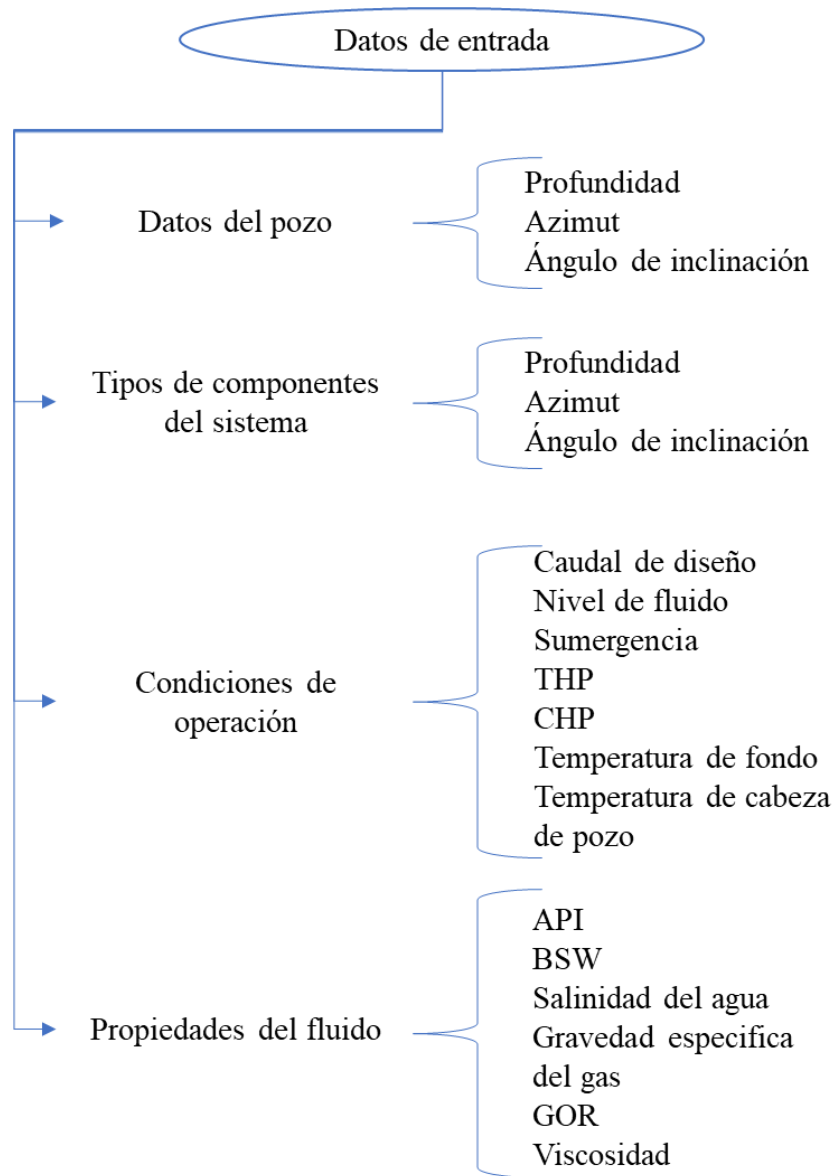 Datos de entrada
Datos del pozo
Profundidad
Azimut
Ángulo de inclinación
Tipos de componentes
del sistema
Profundidad
Azimut
Ángulo de inclinación
Condiciones de
operación
Caudal de diseño
Nivel de fluido
Sumergencia
THP
CHP
Temperatura de fondo
Temperatura de cabeza
de pozo
Propiedades del fluido
API
BSW
Salinidad del agua
Gravedad especifica
del gas
GOR
Viscosidad